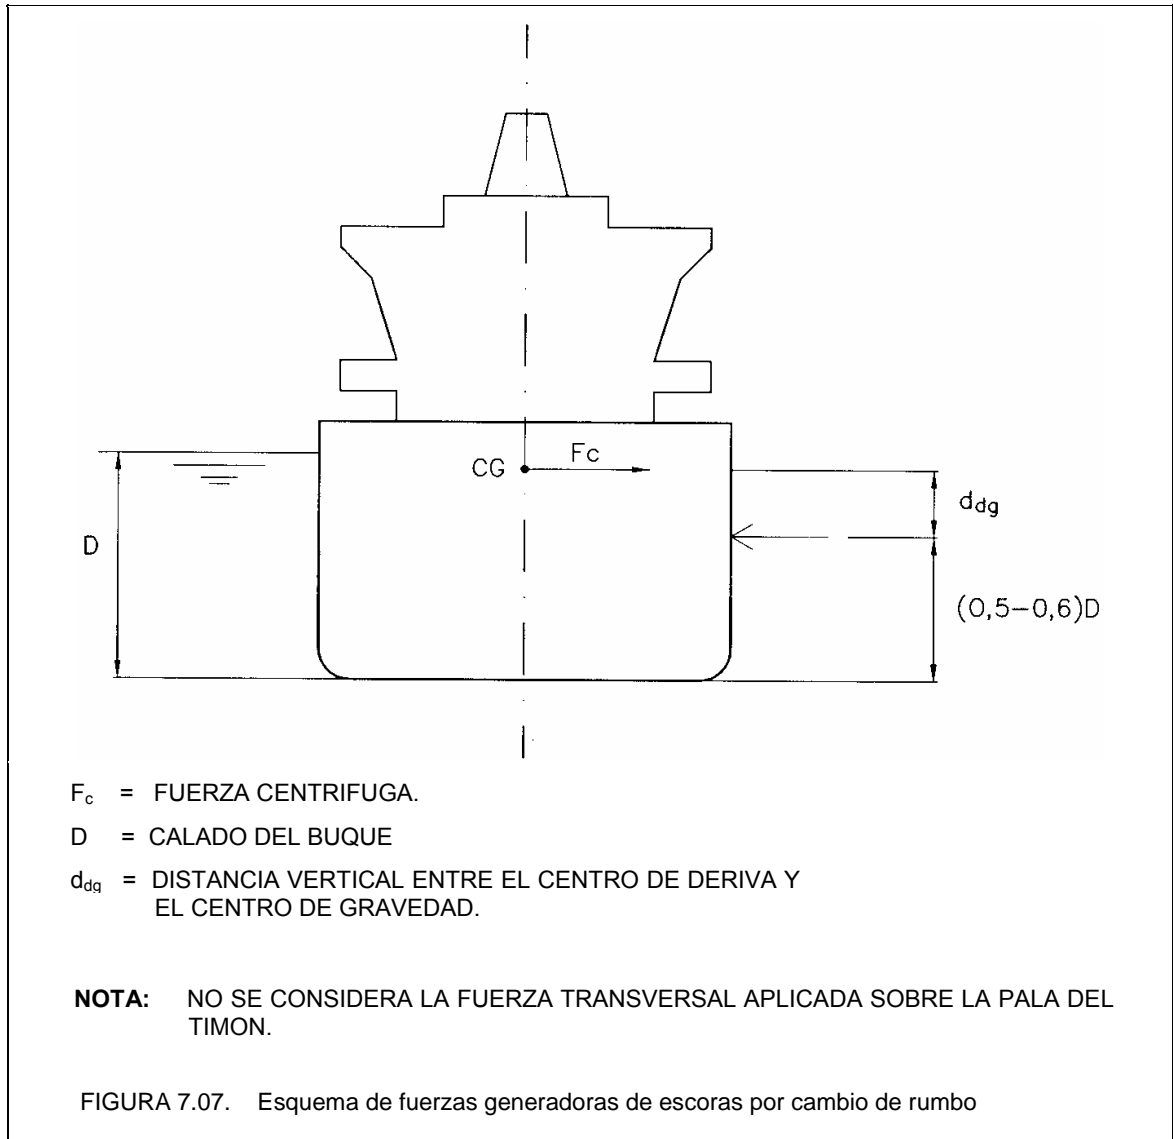 CG
Fc
D
ddg
(0,5-0,6)D
Fc = FUERZA CENTRIFUGA.
D = CALADO DEL BUQUE
ddg = DISTANCIA VERTICAL ENTRE EL CENTRO DE DERIVA Y
EL CENTRO DE GRAVEDAD.
NOTA: NO SE CONSIDERA LA FUERZA TRANSVERSAL APLICADA SOBRE LA PALA DEL
TIMON.
FIGURA 7.07. Esquema de fuerzas generadoras de escoras por cambio de rumbo